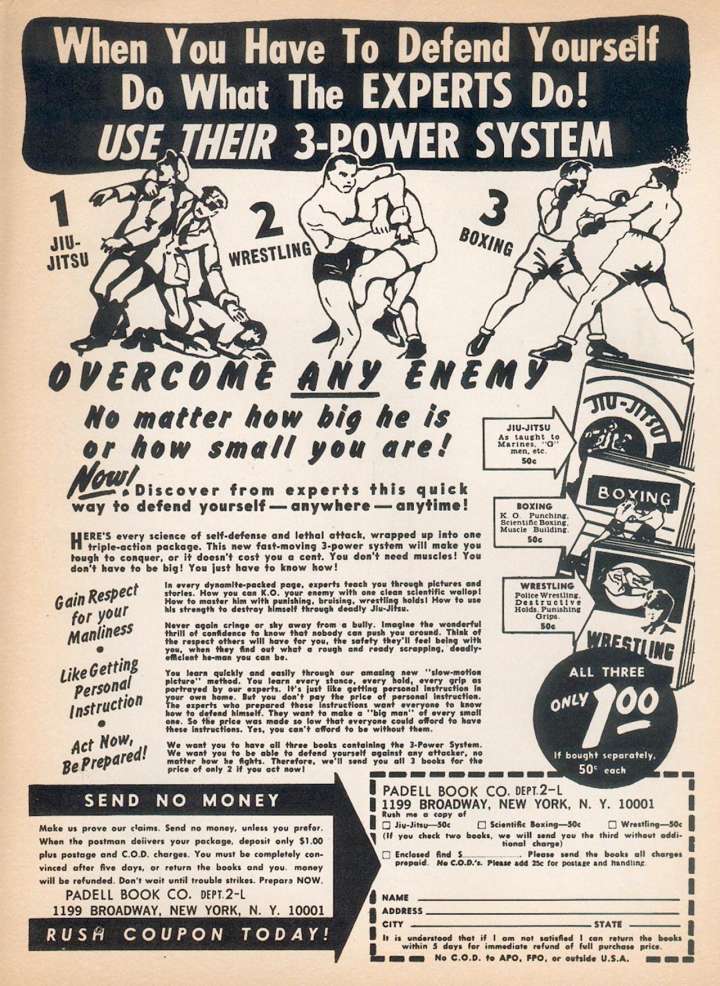 When You Have To Defend Yourself
Do What The EXPERTS Do!
USE THEIR 3-POWER SYSTEM
1
JIU-
JITSU
2
WRESTLING
3
BOXING
OVERCOME ANY ENEMY
No matter how big he is
or how small you are!
Now! Discover from experts this quick
way to defend yourself — anywhere — anytime!
HERE'S every science of self-defense and lethal attack, wrapped up into one
triple-action package. This new fast-moving 3-power system will make you
tough to conquer, or it doesn't cost you a cent. You don't need muscles! You
don't have to be big! You just have to know how!
Gain Respect
for your
Manliness
•
Like Getting
Personal
Instruction
•
Act Now,
Be Prepared!
In every dynamite-packed page, experts teach you through pictures and
stories. How you can K.O. your enemy with one clean scientific wallop!
How to master him with punishing, bruising, wrestling holds! How to use
his strength to destroy himself through deadly Jiu-Jitsu.
Never again cringe or shy away from a bully. Imagine the wonderful
thrill of confidence to know that nobody can push you around. Think of
the respect others will have for you, the safety they'll feel being with
you, when they find out what a rough and ready scrapping, deadly-
efficient he-man you can be.
You learn quickly and easily through our amazing new "slow-motion
picture" method. You learn every stance, every hold, every grip as
portrayed by our experts. It's just like getting personal instruction in
your own home. But you don't pay the price of personal instruction.
The experts who prepared these instructions want everyone to know
how to defend himself. They want to make a "big man" of every small
one. So the price was made so low that everyone could afford to have
these instructions. Yes, you can't afford to be without them.
We want you to have all three books containing the 3-Power System.
We want you to be able to defend yourself against any attacker, no
matter how he fights. Therefore, we'll send you all 3 books for the
price of only 2 if you act now!
JIU-JITSU
As taught to
Marines, "G"
men, etc.
50c
JIU-JITSU
BOXING
K. O. Punching,
Scientific Boxing,
Muscle Building.
50c
BOXING
WRESTLING
Police Wrestling,
Destructive
Holds, Punishing
Grips.
50c
WRESTLING
ALL THREE
ONLY 1.00
If bought separately,
50c each
SEND NO MONEY
Make us prove our claims. Send no money, unless you prefer.
When the postman delivers your package, deposit only $1.00
plus postage and C.O.D. charges. You must be completely con-
vinced after five days, or return the books and you. money
will be refunded. Don't wait until trouble strikes. Prepare NOW.
PADELL BOOK CO. DEPT. 2-L
1199 BROADWAY, NEW YORK, N. Y. 10001
RUSH COUPON TODAY!
PADELL BOOK CO. DEPT. 2-L
1199 BROADWAY, NEW YORK, N. Y. 10001
Rush me a copy of
Jiu-Jitsu—50c Scientific Boxing—50c Wrestling—50c
(If you check two books, we will send you the third without addi-
tional charge)
Enclosed find $ Please send the books all charges
prepaid. No C.O.D.'s. Please add 25c for postage and handling.
NAME
ADDRESS
CITY STATE
It is understood that if I am not satisfied I can return the books
within 5 days for immediate refund of full purchase price.
No C.O.D. to APO, FPO, or outside U.S.A.